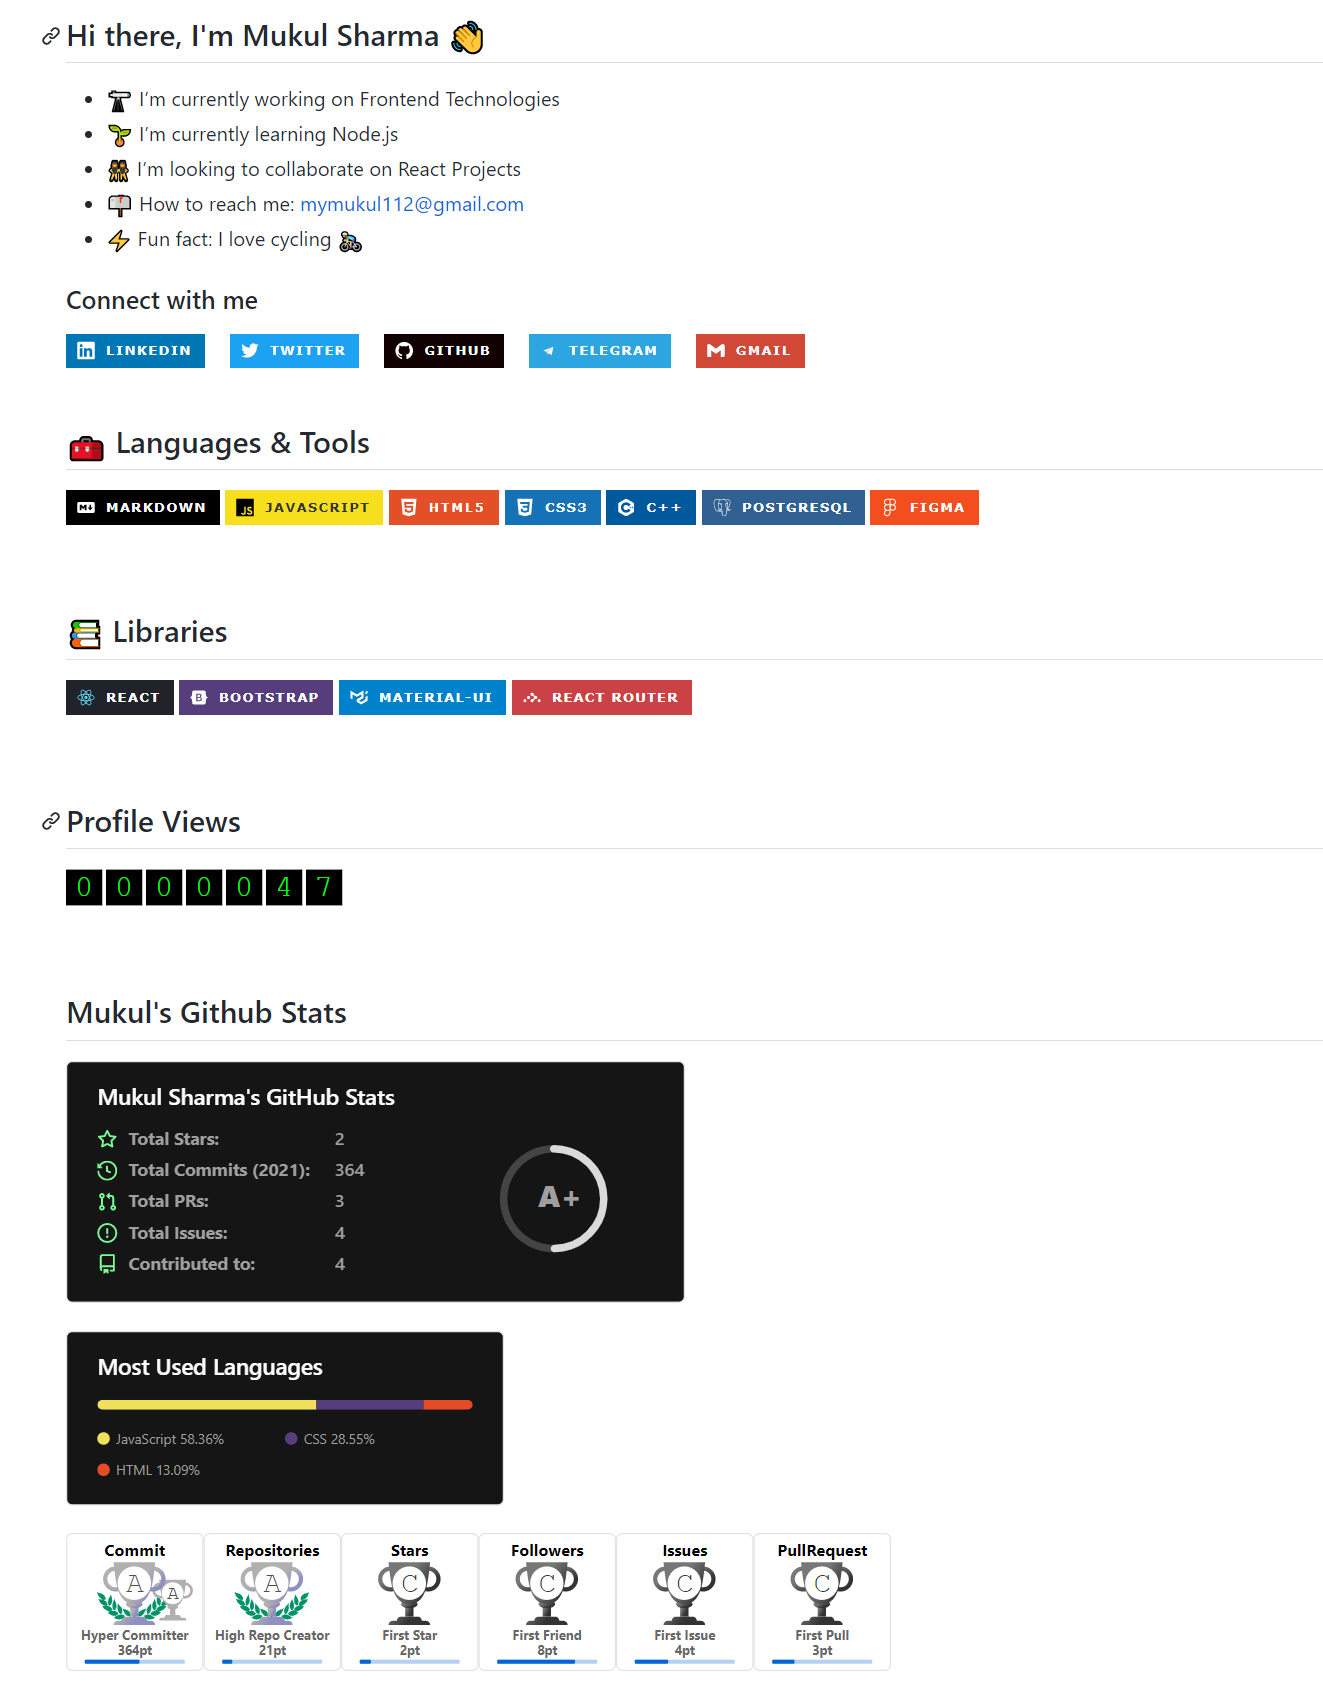 Hi there, I'm Mukul Sharma 👋
• 🔭 I’m currently working on Frontend Technologies
• 🌱 I’m currently learning Node.js
• 👯 I’m looking to collaborate on React Projects
• 📫 How to reach me: mymukul112@gmail.com
• ⚡ Fun fact: I love cycling 🚴
Connect with me
LINKEDIN TWITTER GITHUB TELEGRAM GMAIL
🧰 Languages & Tools
MARKDOWN JAVASCRIPT HTML5 CSS3 C++ POSTGRESQL FIGMA
📚 Libraries
REACT BOOTSTRAP MATERIAL-UI REACT ROUTER
Profile Views
0 0 0 0 0 4 7
Mukul's Github Stats
Mukul Sharma's GitHub Stats
Total Stars: 2
Total Commits (2021): 364
Total PRs: 3
Total Issues: 4
Contributed to: 4
A+
Most Used Languages
JavaScript 58.36% CSS 28.55%
HTML 13.09%
Commit Repositories Stars Followers Issues PullRequest
A A A C C C C
Hyper Committer High Repo Creator First Star First Friend First Issue First Pull
364pt 21pt 2pt 8pt 4pt 3pt